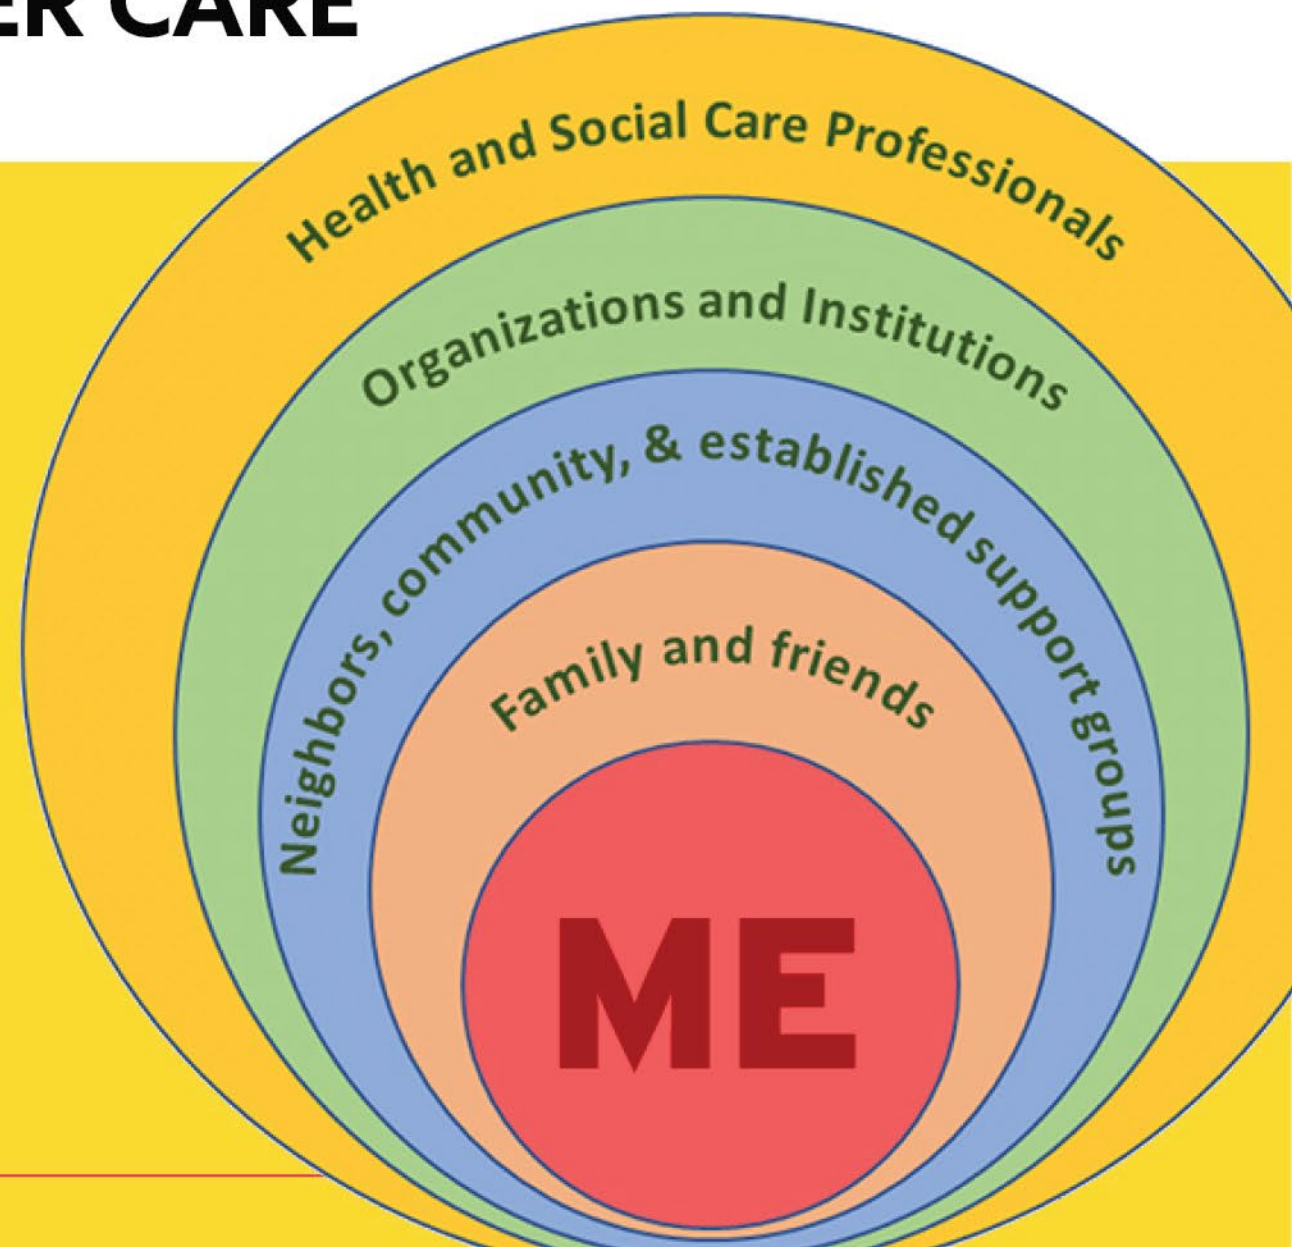 ER CARE
Health and Social Care Professionals
Organizations and Institutions
Neighbors, community, & established support groups
Family and friends
ME